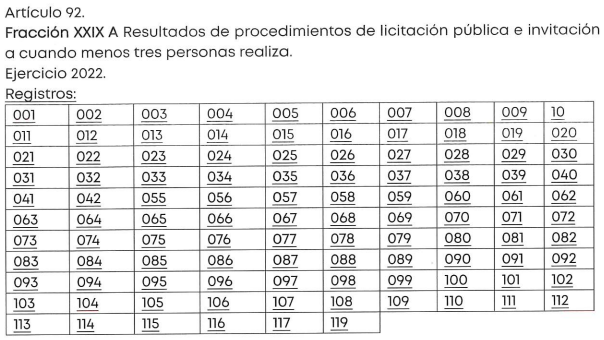 Artículo 92.
Fracción XXIX A Resultados de procedimientos de licitación pública e invitación
a cuando menos tres personas realiza.
Ejercicio 2022.
Registros:
001 002 003 004 005 006 007 008 009 10
011 012 013 014 015 016 017 018 019 020
021 022 023 024 025 026 027 028 029 030
031 032 033 034 035 036 037 038 039 040
041 042 055 056 057 058 059 060 061 062
063 064 065 066 067 068 069 070 071 072
073 074 075 076 077 078 079 080 081 082
083 084 085 086 087 088 089 090 091 092
093 094 095 096 097 098 099 100 101 102
103 104 105 106 107 108 109 110 111 112
113 114 115 116 117 119